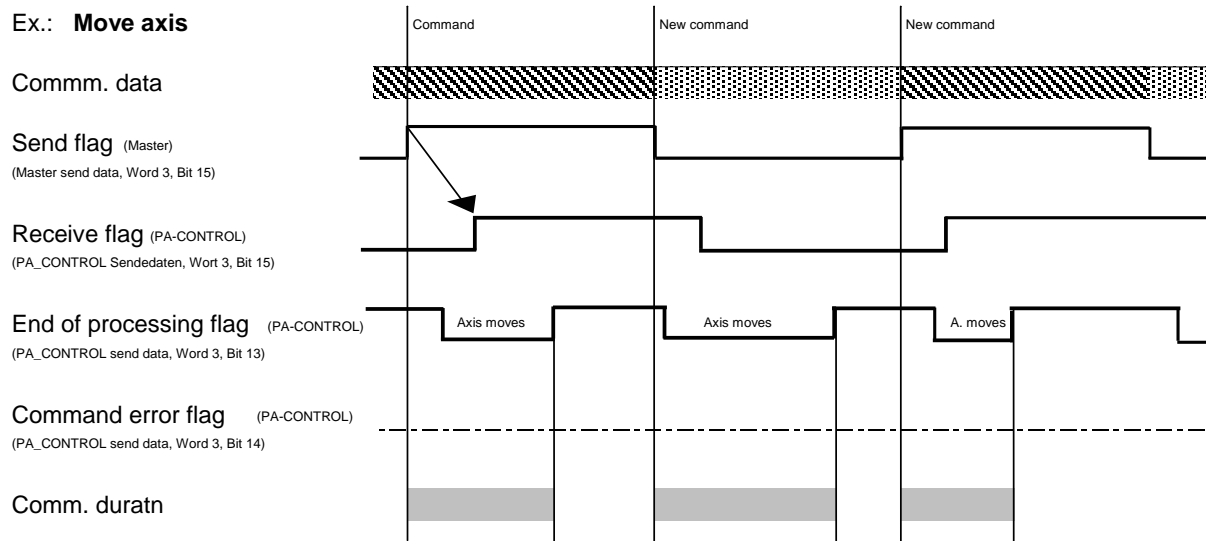 Ex.: Move axis
Command
New command
New command
Commm. data
Send flag (Master)
(Master send data, Word 3, Bit 15)
Receive flag (PA-CONTROL)
(PA_CONTROL Sendedaten, Wort 3, Bit 15)
End of processing flag (PA-CONTROL)
(PA_CONTROL send data, Word 3, Bit 13)
Axis moves
Axis moves
A. moves
Command error flag (PA-CONTROL)
(PA_CONTROL send data, Word 3, Bit 14)
Comm. duratn